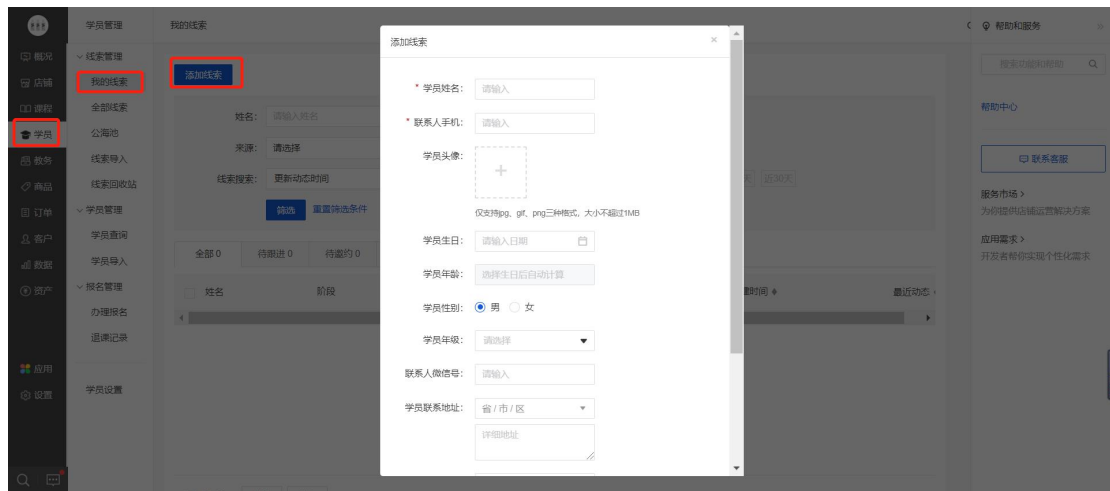 学员管理
我的线索
帮助和服务
概况
店铺
课程
学员
教务
商品
订单
客户
数据
资产
应用
设置
线索管理
我的线索
全部线索
公海池
线索导入
线索回收站
学员管理
学员查询
学员导入
报名管理
办理报名
退课记录
学员设置
添加线索
姓名: 请输入姓名
来源: 请选择
线索搜索: 更新动态时间
近30天
筛选 重置筛选条件
全部 0 待跟进 0 待邀约 0
姓名 阶段 最近动态
添加线索 ×
* 学员姓名: 请输入
* 联系人手机: 请输入
学员头像:
仅支持jpg、gif、png三种格式, 大小不超过1MB
学员生日: 请输入日期
学员年龄: 选择生日后自动计算
学员性别: 男 女
学员年级: 请选择
联系人微信号: 请输入
学员联系地址: 省 / 市 / 区
详细地址
搜索功能和帮助
帮助中心
联系客服
服务市场 >
为你提供店铺运营解决方案
应用需求 >
开发者帮你实现个性化需求